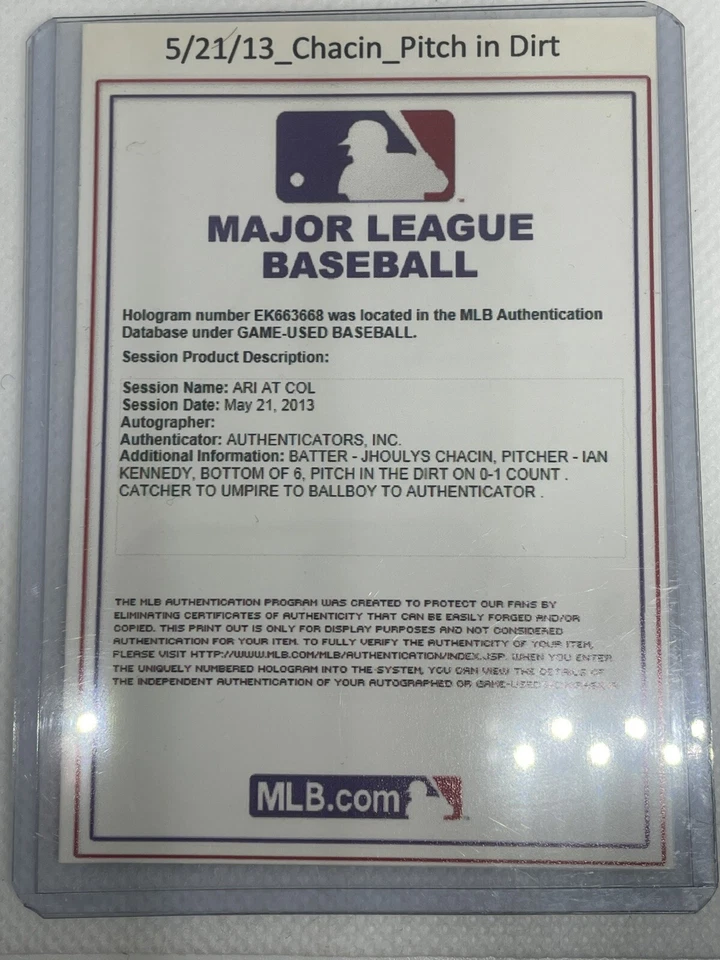 5/21/13_Chacin_Pitch in Dirt
MAJOR LEAGUE
BASEBALL
Hologram number EK663668 was located in the MLB Authentication
Database under GAME-USED BASEBALL.
Session Product Description:
Session Name: ARI AT COL
Session Date: May 21, 2013
Autographer:
Authenticator: AUTHENTICATORS, INC.
Additional Information: BATTER - JHOULYS CHACIN, PITCHER - IAN
KENNEDY, BOTTOM OF 6, PITCH IN THE DIRT ON 0-1 COUNT .
CATCHER TO UMPIRE TO BALLBOY TO AUTHENTICATOR .
THE MLB AUTHENTICATION PROGRAM WAS CREATED TO PROTECT OUR FANS BY
ELIMINATING CERTIFICATES OF AUTHENTICITY THAT CAN BE EASILY FORGED AND/OR
COPIED. THIS PRINT OUT IS ONLY FOR DISPLAY PURPOSES AND NOT CONSIDERED
AUTHENTICATION FOR YOUR ITEM. TO FULLY VERIFY THE AUTHENTICITY OF YOUR ITEM,
PLEASE VISIT HTTP://WWW.MLB.COM/MLB/AUTHENTICATION/INDEX.JSP. WHEN YOU ENTER
THE UNIQUELY NUMBERED HOLOGRAM INTO THE SYSTEM, YOU CAN VIEW THE DETAILS OF
THE INDEPENDENT AUTHENTICATION OF YOUR AUTOGRAPHED OR GAME-USED
MLB.com